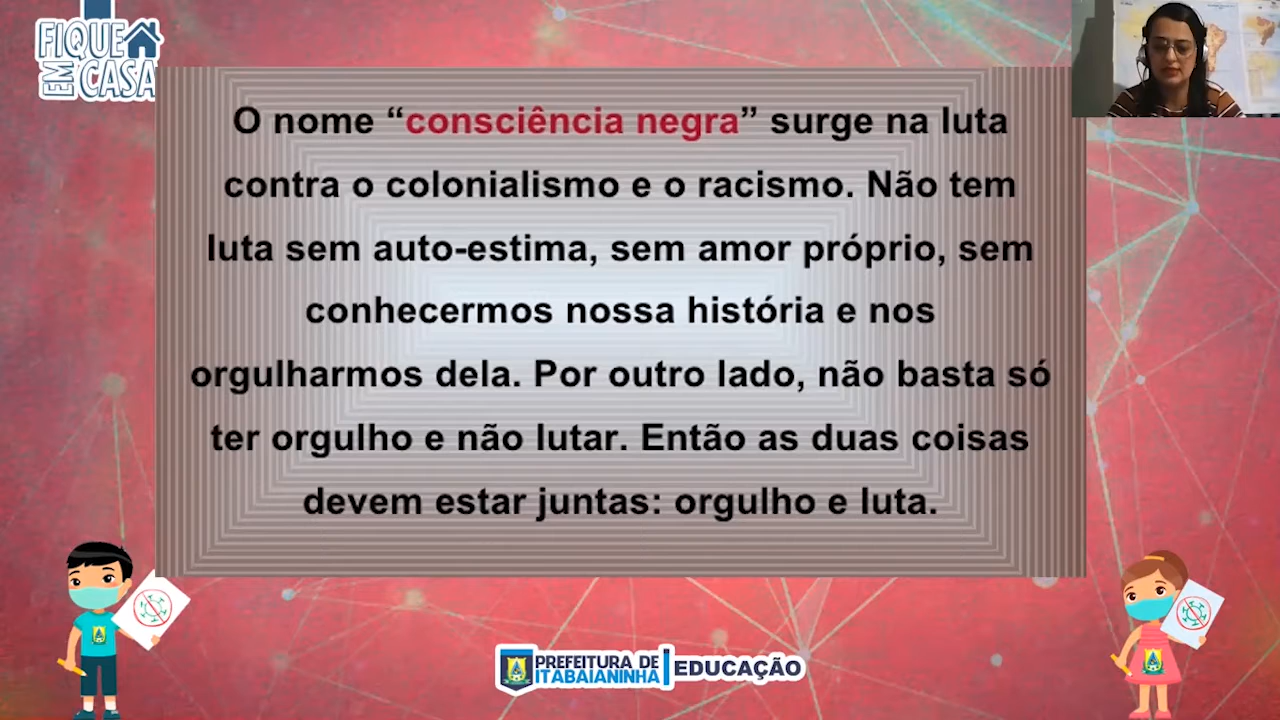 FIQUE
EM CASA
O nome “consciência negra” surge na luta
contra o colonialismo e o racismo. Não tem
luta sem auto-estima, sem amor próprio, sem
conhecermos nossa história e nos
orgulharmos dela. Por outro lado, não basta só
ter orgulho e não lutar. Então as duas coisas
devem estar juntas: orgulho e luta.
PREFEITURA DE
ITABAIANINHA
EDUCAÇÃO